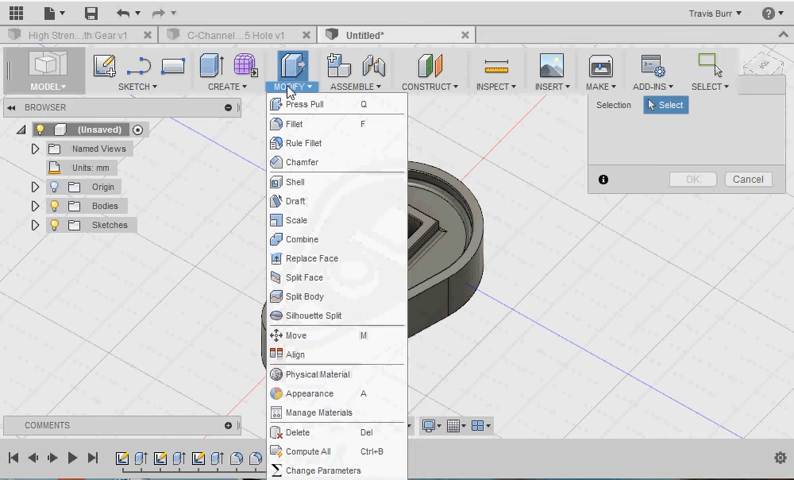 Travis Burr
High Stren...th Gear v1
C-Channel...5 Hole v1
Untitled*
MODEL
SKETCH
CREATE
MODIFY
ASSEMBLE
CONSTRUCT
INSPECT
INSERT
MAKE
ADD-INS
SELECT
BROWSER
(Unsaved)
Named Views
Units: mm
Origin
Bodies
Sketches
Press Pull Q
Fillet F
Rule Fillet
Chamfer
Shell
Draft
Scale
Combine
Replace Face
Split Face
Split Body
Silhouette Split
Move M
Align
Physical Material
Appearance A
Manage Materials
Delete Del
Compute All Ctrl+B
Change Parameters
Selection Select
OK Cancel
COMMENTS